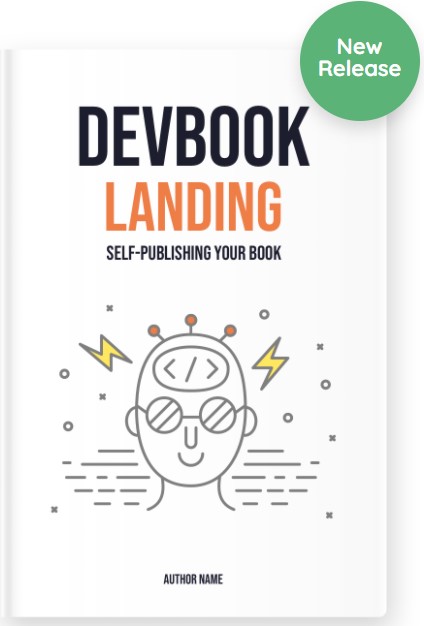 New
Release
DEVBOOK
LANDING
SELF-PUBLISHING YOUR BOOK
</>
AUTHOR NAME